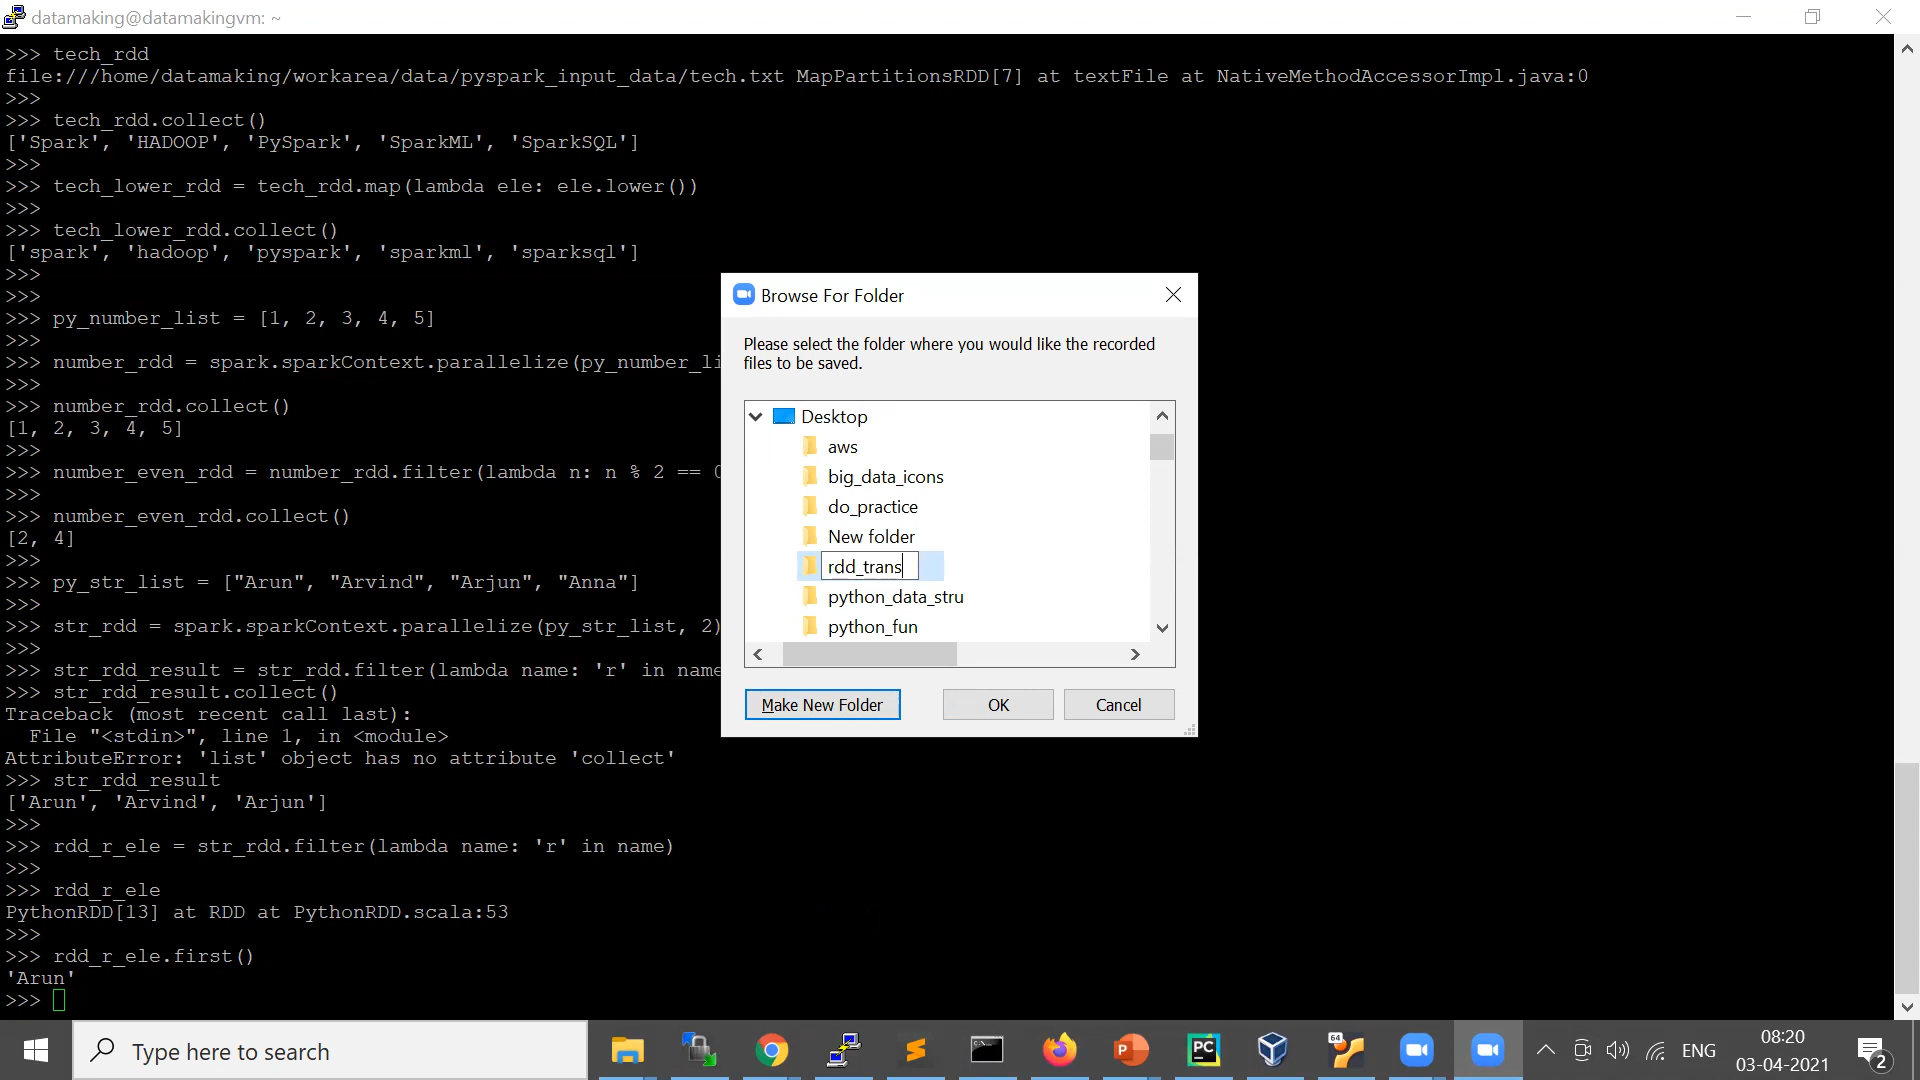 datamaking@datamakingvm: ~
>>> tech_rdd
file:///home/datamaking/workarea/data/pyspark_input_data/tech.txt MapPartitionsRDD[7] at textFile at NativeMethodAccessorImpl.java:0
>>>
>>> tech_rdd.collect()
['Spark', 'HADOOP', 'PySpark', 'SparkML', 'SparkSQL']
>>>
>>> tech_lower_rdd = tech_rdd.map(lambda ele: ele.lower())
>>>
>>> tech_lower_rdd.collect()
['spark', 'hadoop', 'pyspark', 'sparkml', 'sparksql']
>>>
>>>
>>> py_number_list = [1, 2, 3, 4, 5]
>>>
>>> number_rdd = spark.sparkContext.parallelize(py_number_li
>>>
>>> number_rdd.collect()
[1, 2, 3, 4, 5]
>>>
>>> number_even_rdd = number_rdd.filter(lambda n: n % 2 == 0
>>>
>>> number_even_rdd.collect()
[2, 4]
>>>
>>> py_str_list = ["Arun", "Arvind", "Arjun", "Anna"]
>>>
>>> str_rdd = spark.sparkContext.parallelize(py_str_list, 2)
>>>
>>> str_rdd_result = str_rdd.filter(lambda name: 'r' in name
>>> str_rdd_result.collect()
Traceback (most recent call last):
  File "<stdin>", line 1, in <module>
AttributeError: 'list' object has no attribute 'collect'
>>> str_rdd_result
['Arun', 'Arvind', 'Arjun']
>>>
>>> rdd_r_ele = str_rdd.filter(lambda name: 'r' in name)
>>>
>>> rdd_r_ele
PythonRDD[13] at RDD at PythonRDD.scala:53
>>>
>>> rdd_r_ele.first()
'Arun'
>>>
Browse For Folder
Please select the folder where you would like the recorded
files to be saved.
Desktop
aws
big_data_icons
do_practice
New folder
rdd_trans
python_data_stru
python_fun
Make New Folder
OK
Cancel
Type here to search
64
PC
ENG
08:20
03-04-2021
2